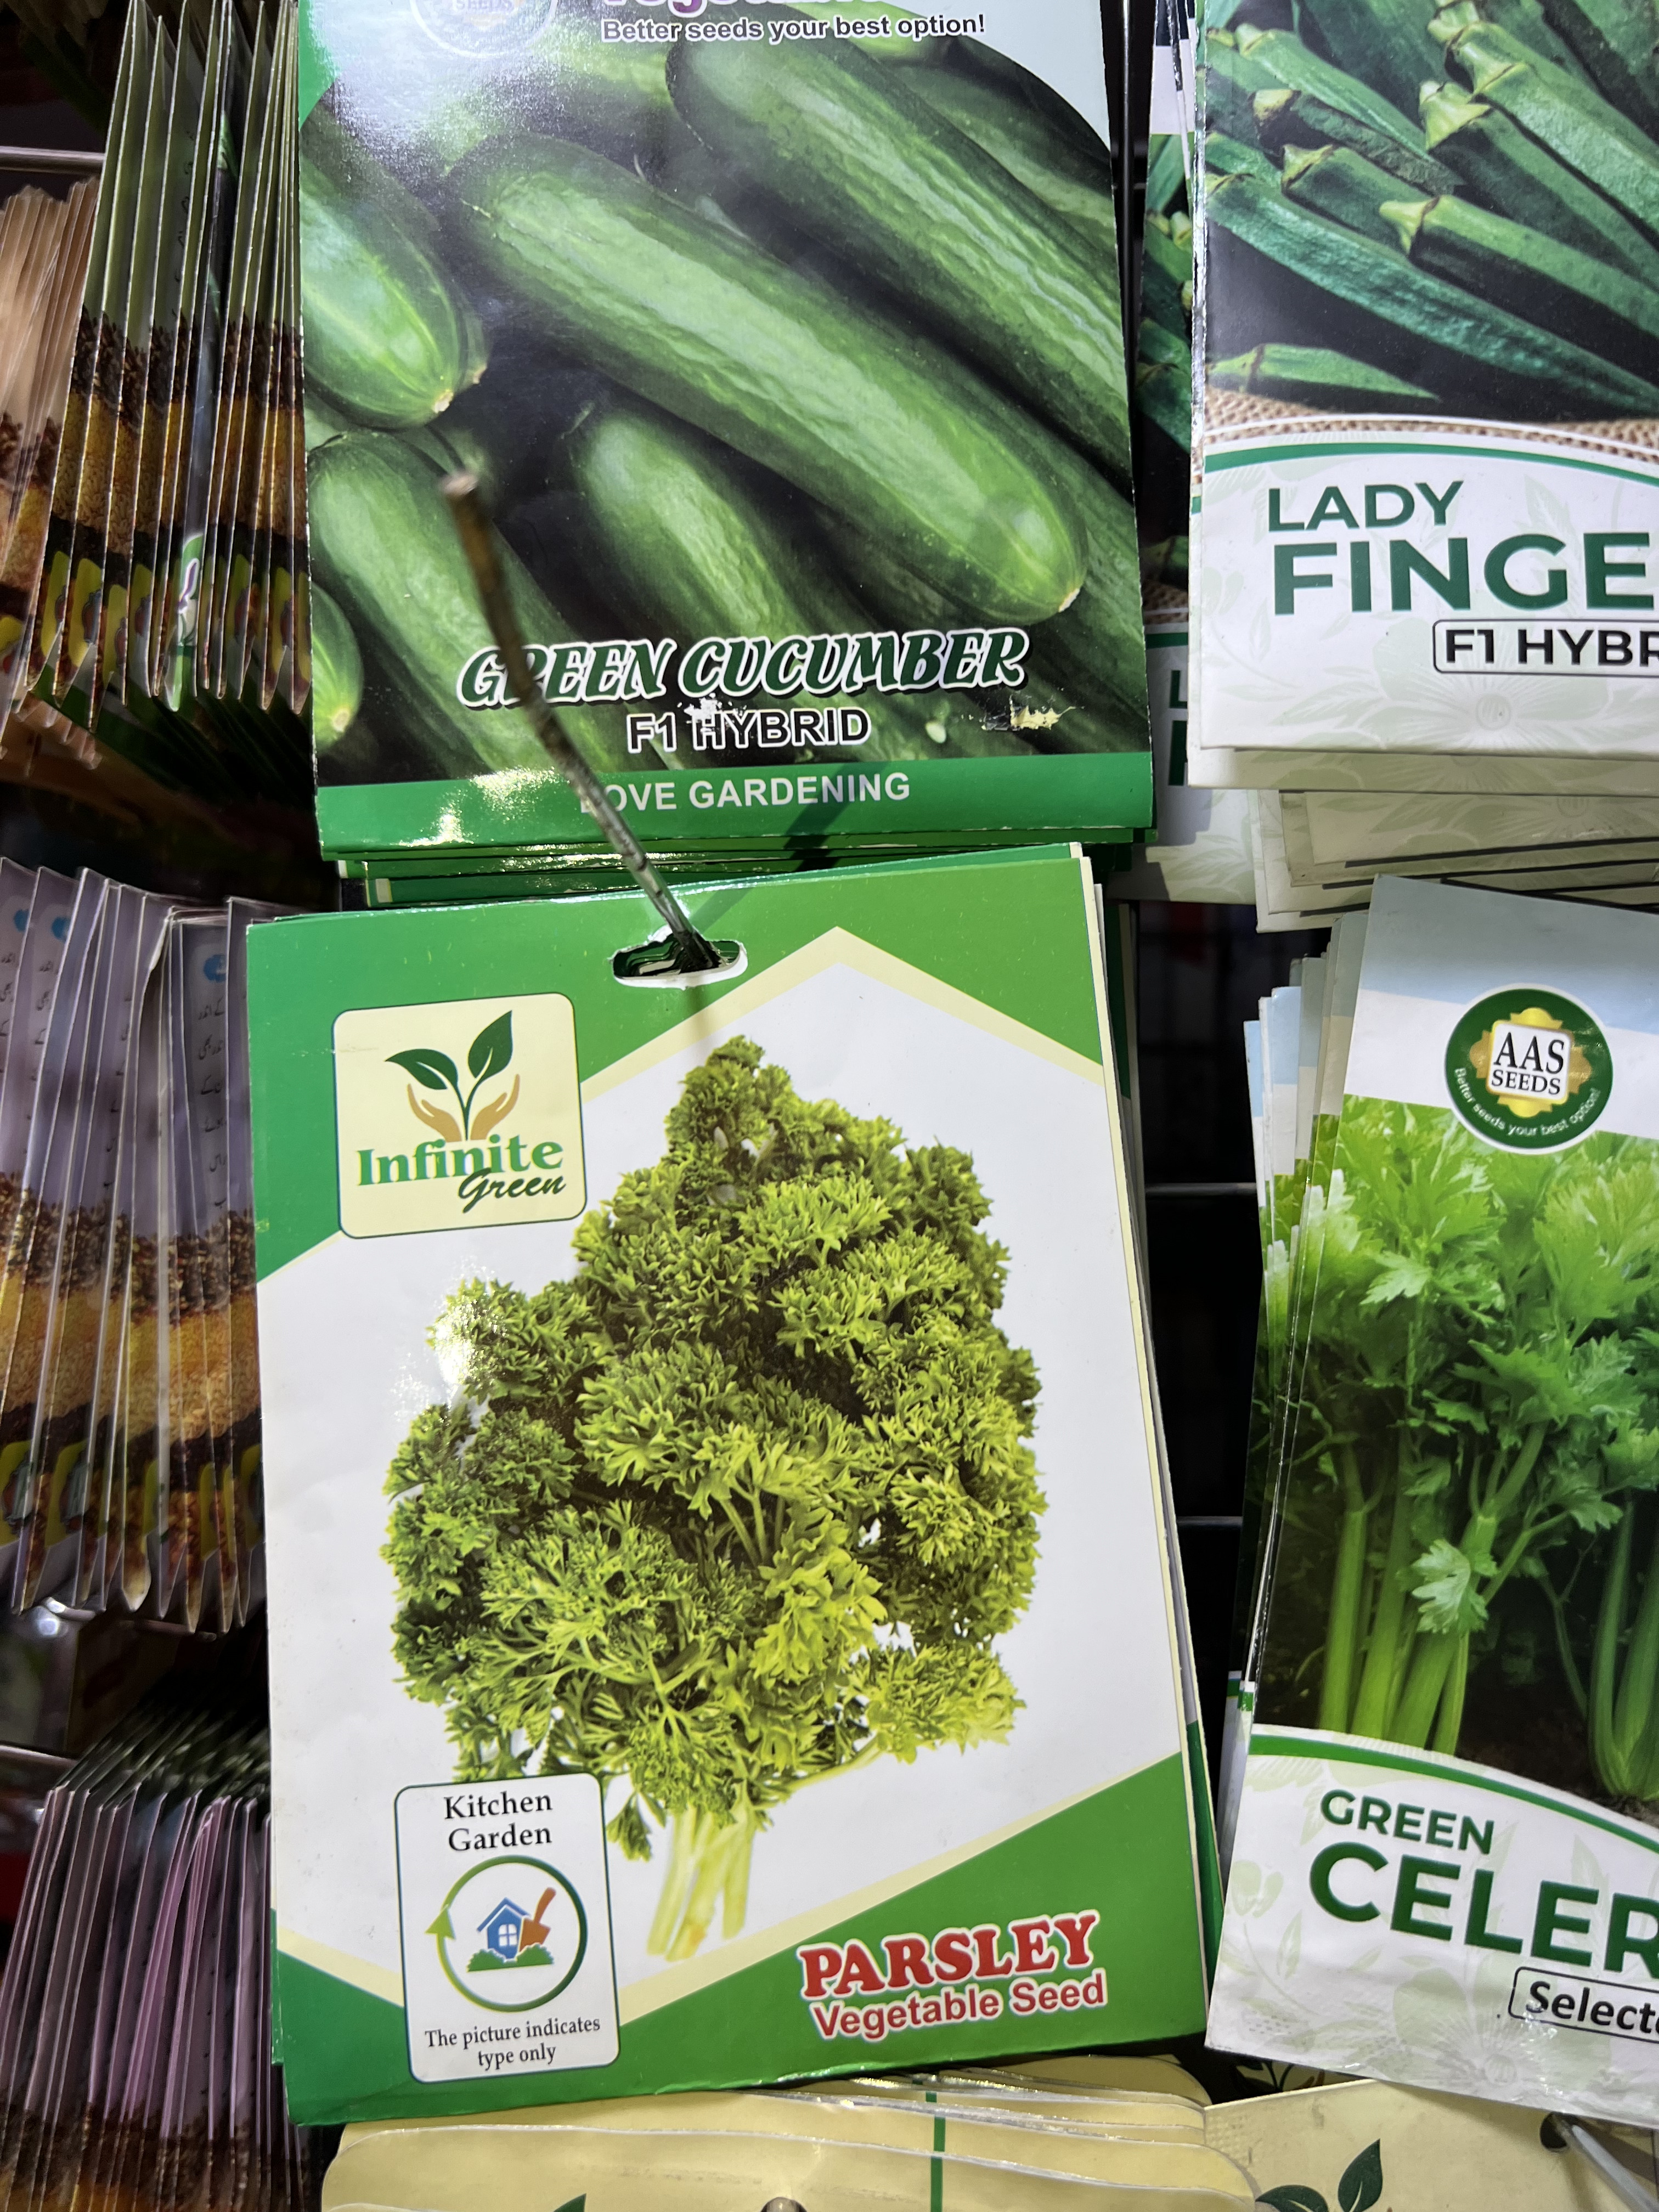 SEEDS
Better seeds your best option!
GREEN CUCUMBER
F1 HYBRID
LOVE GARDENING
LADY
FINGE
F1 HYBR
Infinite
Green
Kitchen
Garden
The picture indicates
type only
PARSLEY
Vegetable Seed
AAS
SEEDS
Better seeds your best option!
GREEN
CELER
Selecte